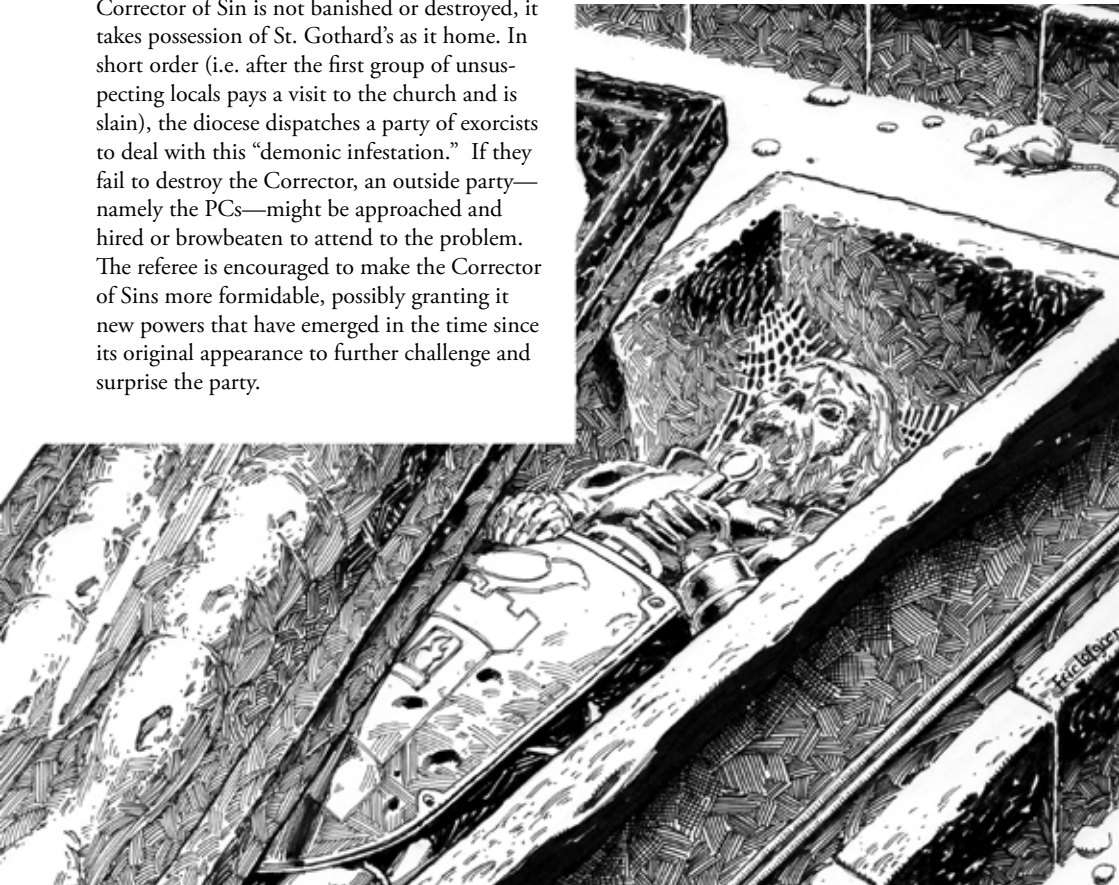 Corrector of Sin is not banished or destroyed, it
takes possession of St. Gothard’s as it home. In
short order (i.e. after the first group of unsus-
pecting locals pays a visit to the church and is
slain), the diocese dispatches a party of exorcists
to deal with this “demonic infestation.”  If they
fail to destroy the Corrector, an outside party—
namely the PCs—might be approached and
hired or browbeaten to attend to the problem.
The referee is encouraged to make the Corrector
of Sins more formidable, possibly granting it
new powers that have emerged in the time since
its original appearance to further challenge and
surprise the party.